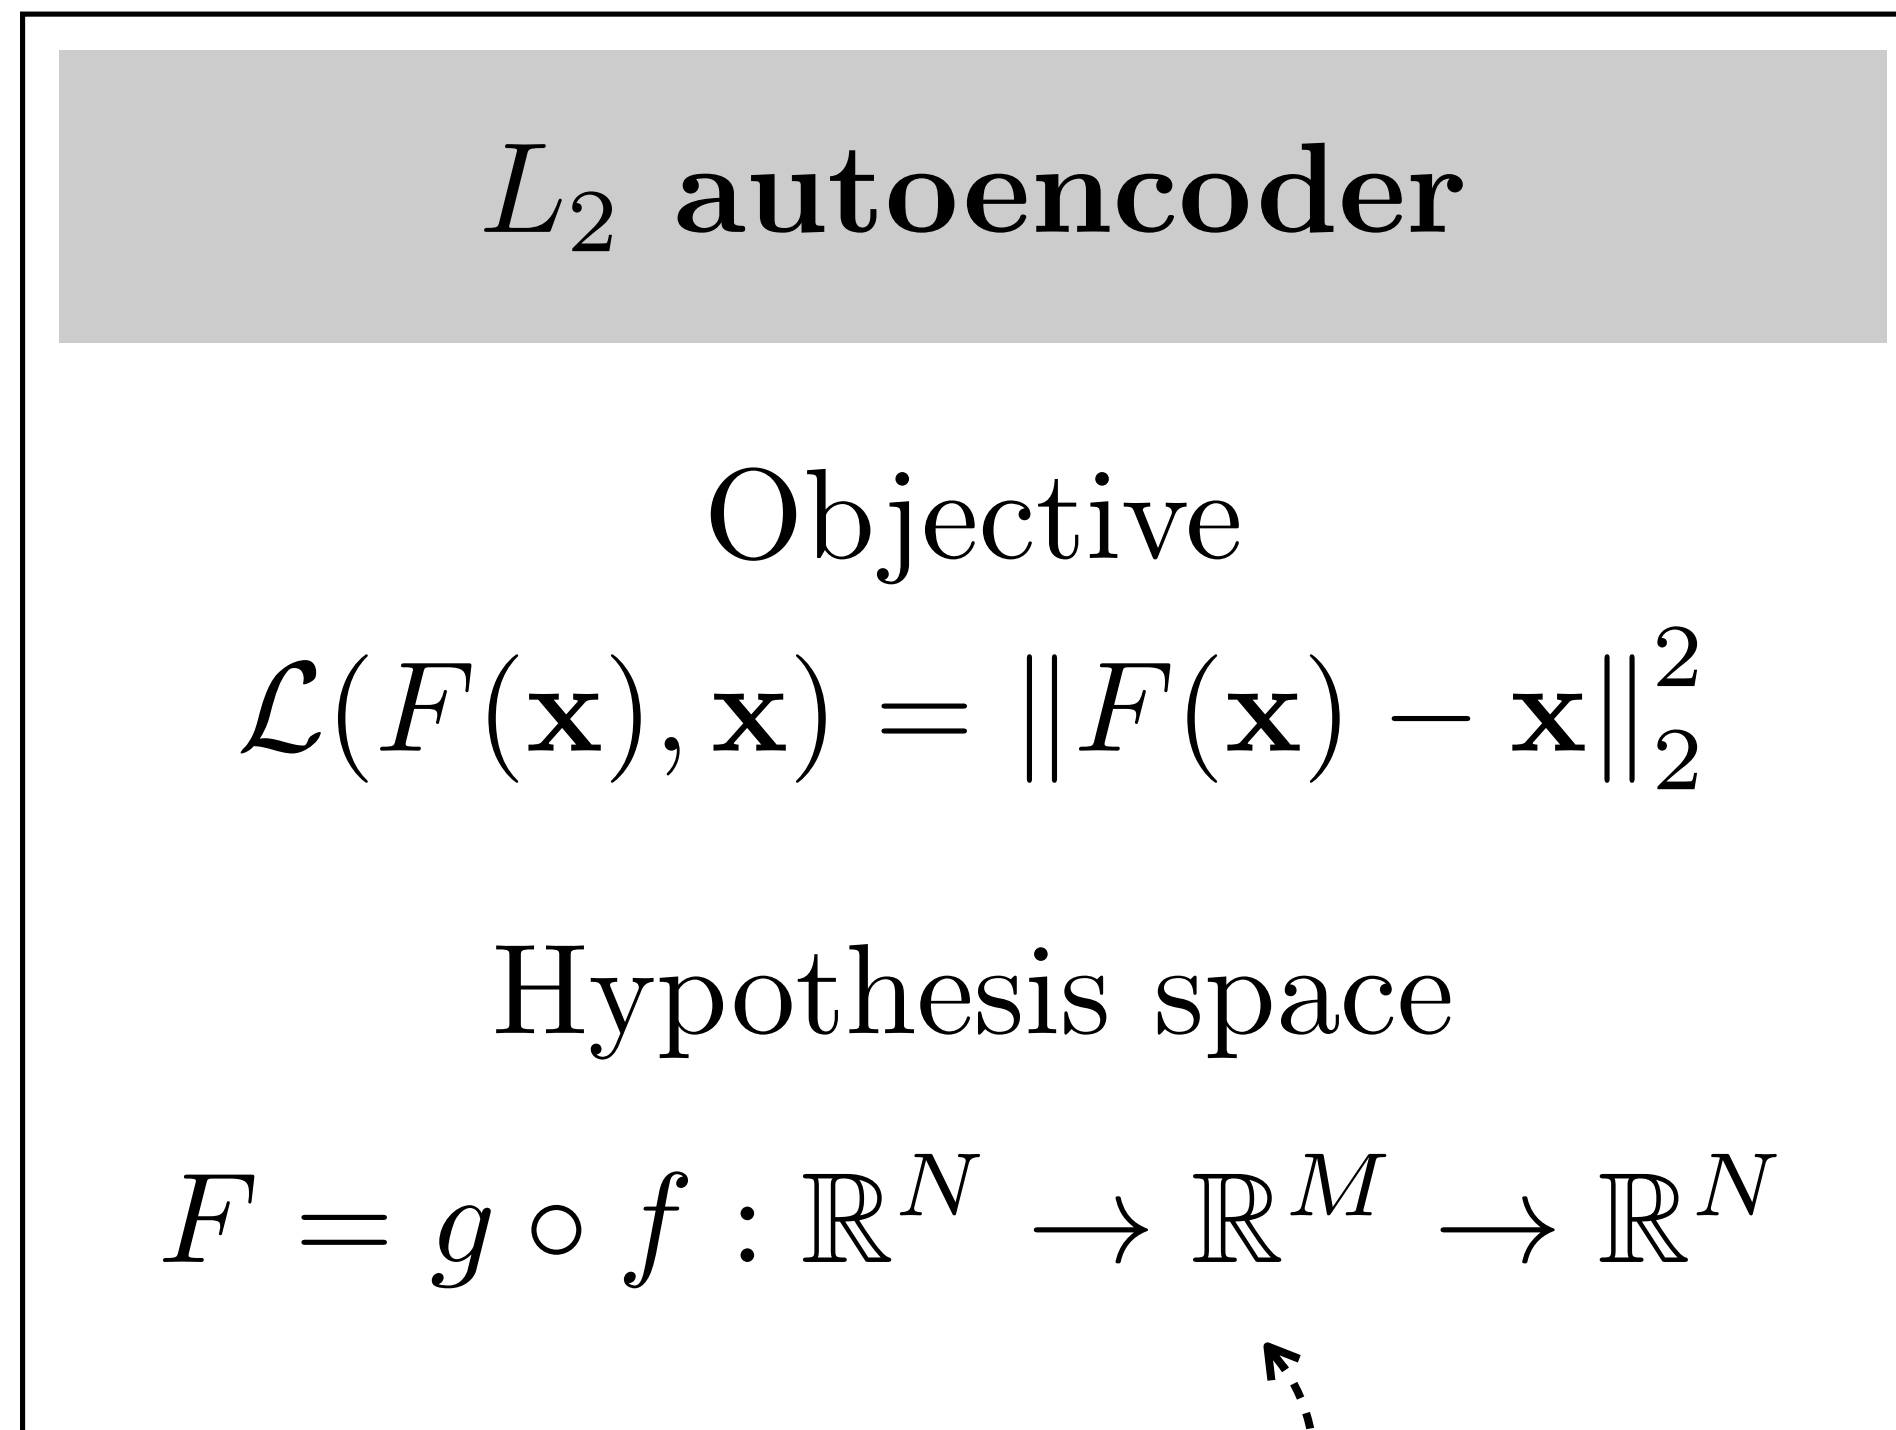 L₂ autoencoder
Objective
ℒ(F(𝐱), 𝐱) = ‖F(𝐱) − 𝐱‖₂²
Hypothesis space
F = g ∘ f : ℝᴺ → ℝᴹ → ℝᴺ